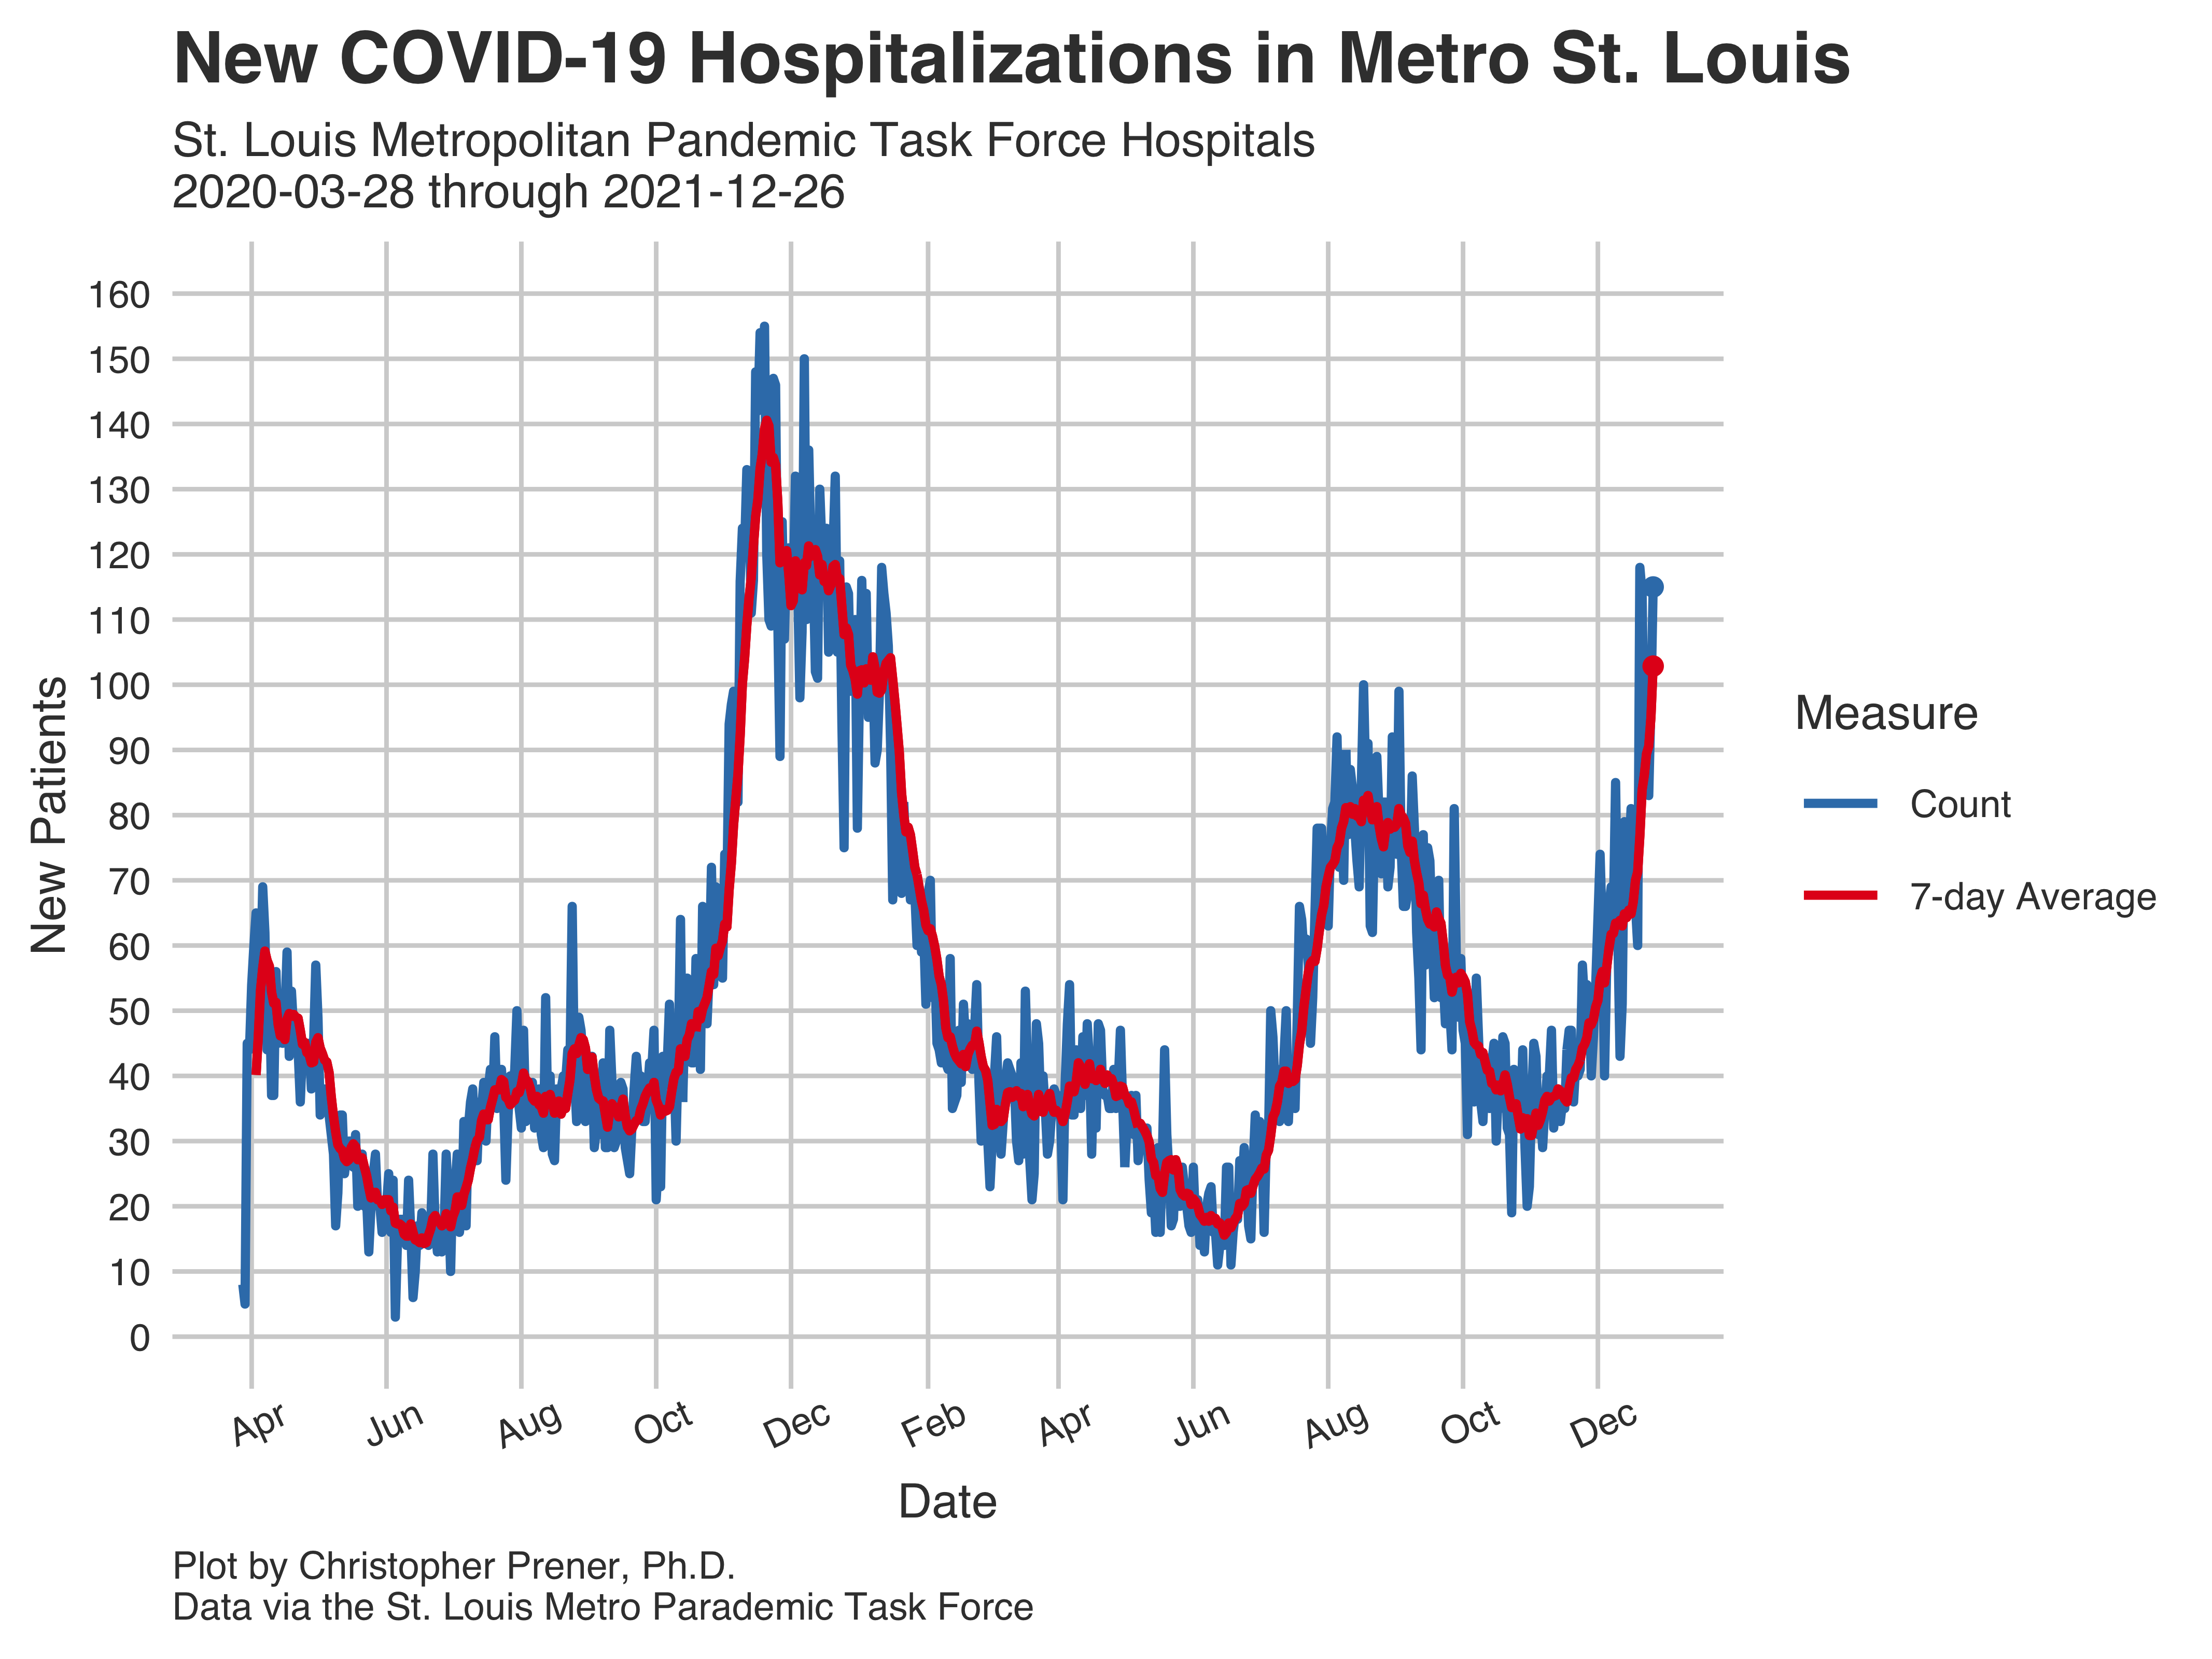 New COVID-19 Hospitalizations in Metro St. Louis
St. Louis Metropolitan Pandemic Task Force Hospitals
2020-03-28 through 2021-12-26
160
150
140
130
120
110
100
90
80
70
60
50
40
30
20
10
0
New Patients
Apr
Jun
Aug
Oct
Dec
Feb
Apr
Jun
Aug
Oct
Dec
Date
Measure
Count
7-day Average
Plot by Christopher Prener, Ph.D.
Data via the St. Louis Metro Parademic Task Force